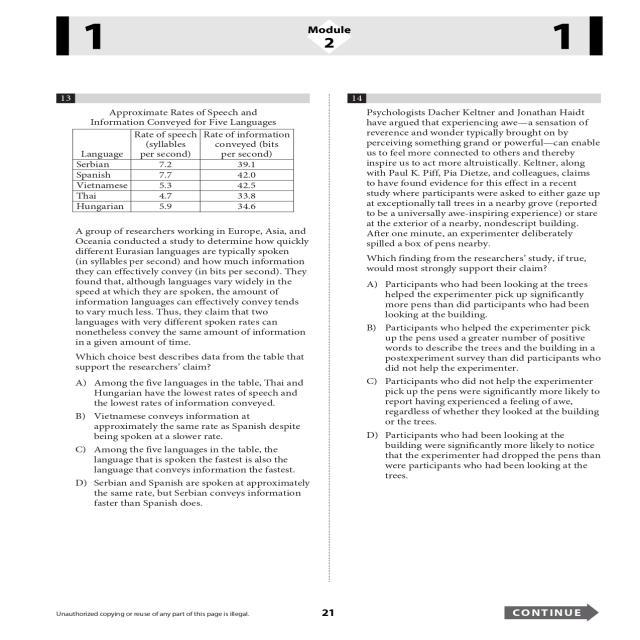 1
Module
2
1
13
Approximate Rates of Speech and
Information Conveyed for Five Languages
Language | Rate of speech (syllables per second) | Rate of information conveyed (bits per second)
Serbian 7.2 39.1
Spanish 7.7 42.0
Vietnamese 5.3 42.5
Thai 4.7 33.8
Hungarian 5.9 34.6
A group of researchers working in Europe, Asia, and
Oceania conducted a study to determine how quickly
different Eurasian languages are typically spoken
(in syllables per second) and how much information
they can effectively convey (in bits per second). They
found that, although languages vary widely in the
speed at which they are spoken, the amount of
information languages can effectively convey tends
to vary much less. Thus, they claim that two
languages with very different spoken rates can
nonetheless convey the same amount of information
in a given amount of time.
Which choice best describes data from the table that
support the researchers' claim?
A) Among the five languages in the table, Thai and
Hungarian have the lowest rates of speech and
the lowest rates of information conveyed.
B) Vietnamese conveys information at
approximately the same rate as Spanish despite
being spoken at a slower rate.
C) Among the five languages in the table, the
language that is spoken the fastest is also the
language that conveys information the fastest.
D) Serbian and Spanish are spoken at approximately
the same rate, but Serbian conveys information
faster than Spanish does.
14
Psychologists Dacher Keltner and Jonathan Haidt
have argued that experiencing awe—a sensation of
reverence and wonder typically brought on by
perceiving something grand or powerful—can enable
us to feel more connected to others and thereby
inspire us to act more altruistically. Keltner, along
with Paul K. Piff, Pia Dietze, and colleagues, claims
to have found evidence for this effect in a recent
study where participants were asked to either gaze up
at exceptionally tall trees in a nearby grove (reported
to be a universally awe-inspiring experience) or stare
at the exterior of a nearby, nondescript building.
After one minute, an experimenter deliberately
spilled a box of pens nearby.
Which finding from the researchers' study, if true,
would most strongly support their claim?
A) Participants who had been looking at the trees
helped the experimenter pick up significantly
more pens than did participants who had been
looking at the building.
B) Participants who helped the experimenter pick
up the pens used a greater number of positive
words to describe the trees and the building in a
postexperiment survey than did participants who
did not help the experimenter.
C) Participants who did not help the experimenter
pick up the pens were significantly more likely to
report having experienced a feeling of awe,
regardless of whether they looked at the building
or the trees.
D) Participants who had been looking at the
building were significantly more likely to notice
that the experimenter had dropped the pens than
were participants who had been looking at the
trees.
Unauthorized copying or reuse of any part of this page is illegal.
21
CONTINUE